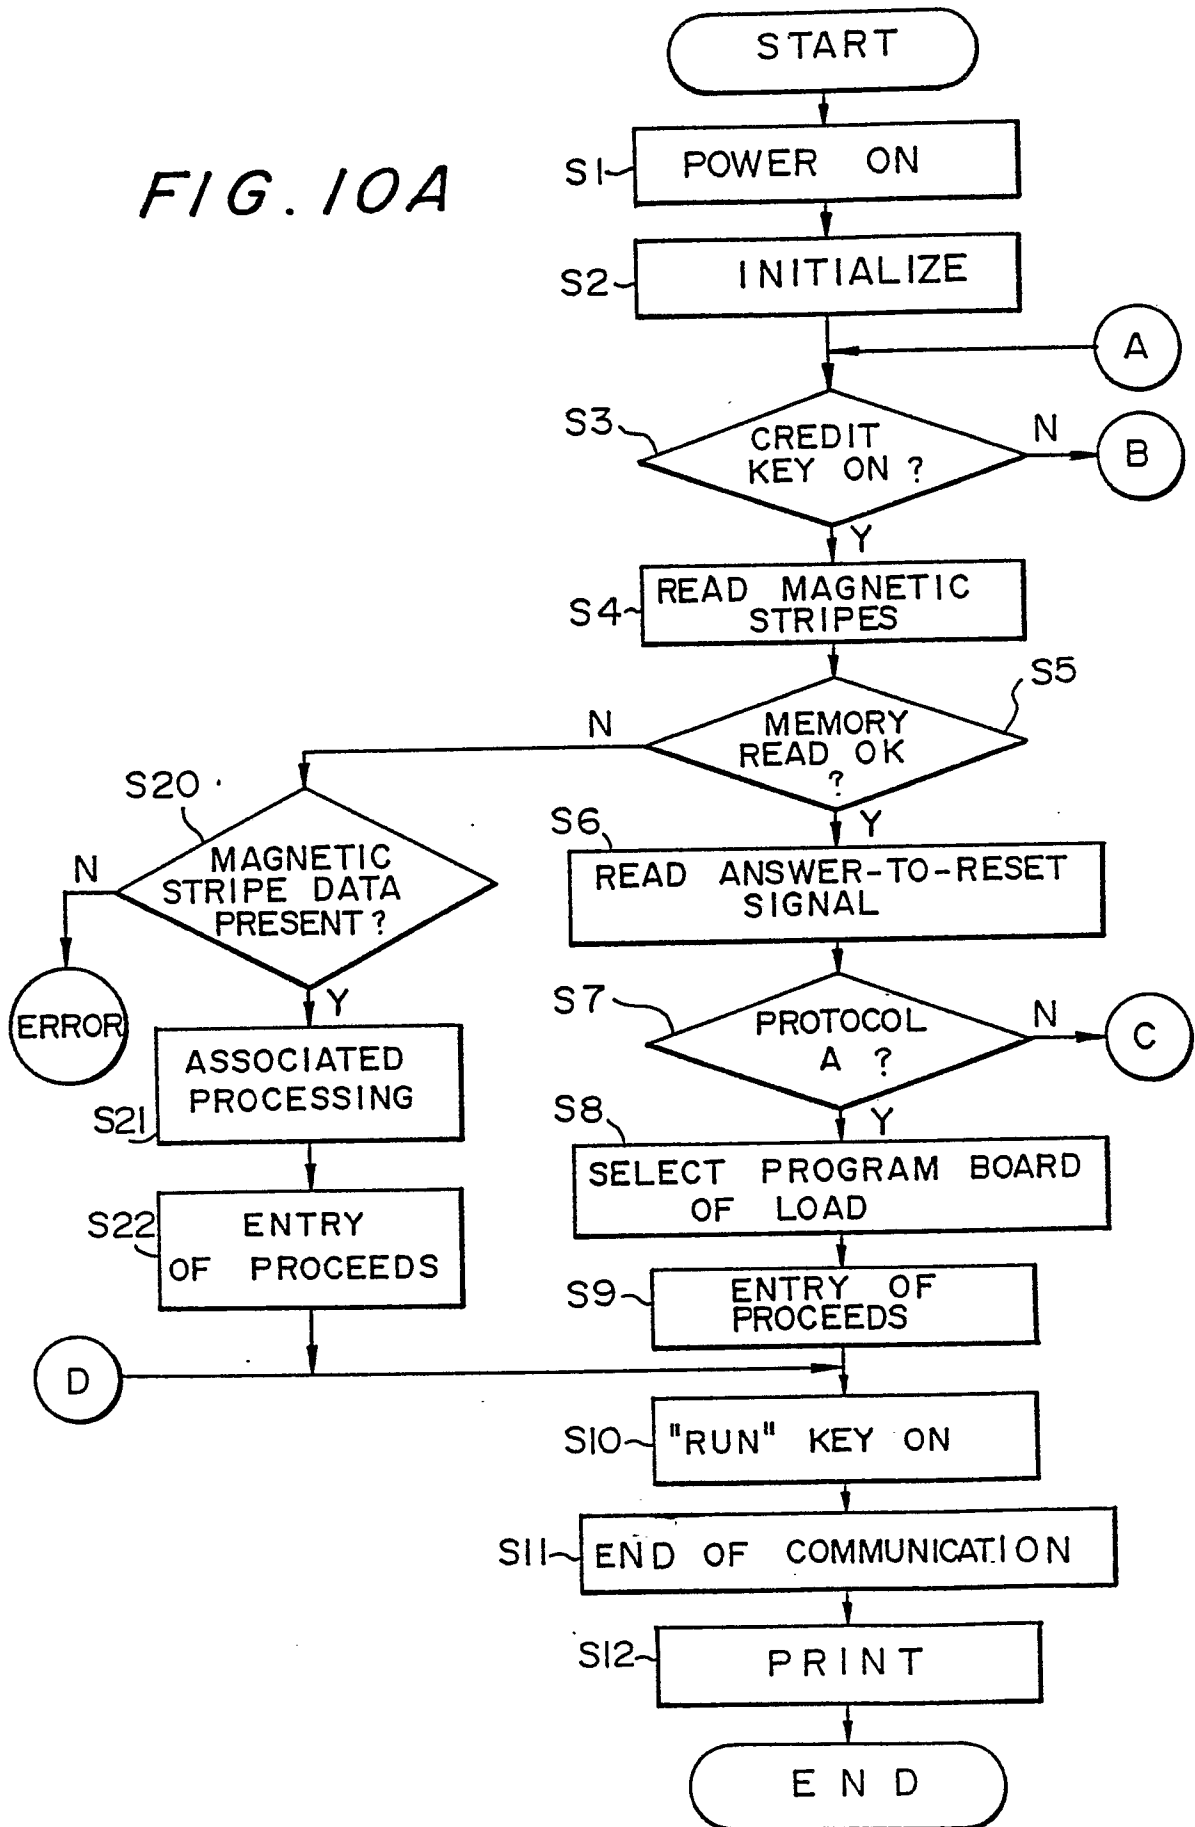 START
FIG. 10A
S1
POWER ON
S2
INITIALIZE
A
S3
CREDIT
KEY ON ?
N
B
Y
S4
READ MAGNETIC
STRIPES
S5
MEMORY
READ OK
?
N
Y
S20
MAGNETIC
STRIPE DATA
PRESENT ?
N
ERROR
Y
S6
READ ANSWER-TO-RESET
SIGNAL
S7
PROTOCOL
A ?
N
C
Y
S21
ASSOCIATED
PROCESSING
S8
SELECT PROGRAM BOARD
OF LOAD
S22
ENTRY
OF PROCEEDS
S9
ENTRY OF
PROCEEDS
D
S10
"RUN" KEY ON
S11
END OF COMMUNICATION
S12
PRINT
END